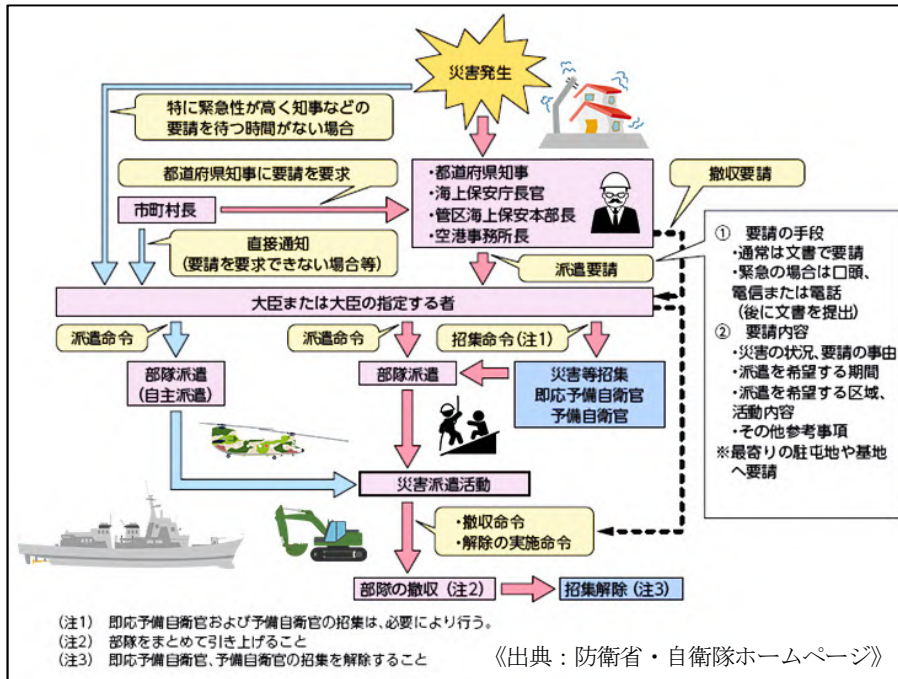 災害発生
特に緊急性が高く知事などの
要請を待つ時間がない場合
都道府県知事に要請を要求
・都道府県知事
・海上保安庁長官
・管区海上保安本部長
・空港事務所長
撤収要請
市町村長
直接通知
(要請を要求できない場合等)
派遣要請
① 要請の手段
・通常は文書で要請
・緊急の場合は口頭、
電信または電話
(後に文書を提出)
② 要請内容
・災害の状況、要請の事由
・派遣を希望する期間
・派遣を希望する区域、
活動内容
・その他参考事項
※最寄りの駐屯地や基地
へ要請
大臣または大臣の指定する者
派遣命令
派遣命令
招集命令(注1)
部隊派遣
(自主派遣)
部隊派遣
災害等招集
即応予備自衛官
予備自衛官
災害派遣活動
・撤収命令
・解除の実施命令
部隊の撤収(注2)
招集解除(注3)
(注1) 即応予備自衛官および予備自衛官の招集は、必要により行う。
(注2) 部隊をまとめて引き上げること
(注3) 即応予備自衛官、予備自衛官の招集を解除すること
《出典：防衛省・自衛隊ホームページ》